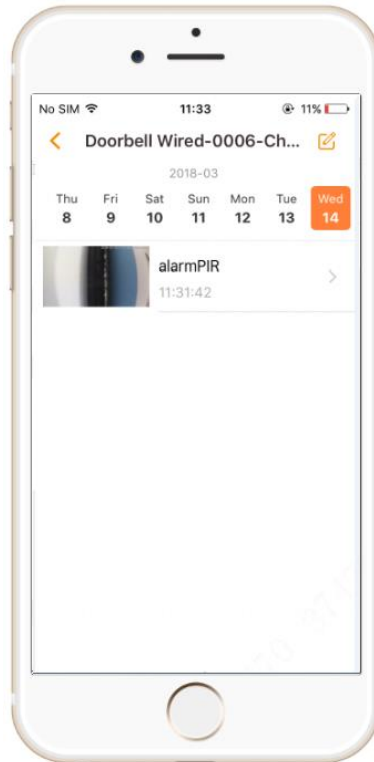 No SIM 11:33 11%
Doorbell Wired-0006-Ch...
2018-03
Thu Fri Sat Sun Mon Tue Wed
8 9 10 11 12 13 14
alarmPIR
11:31:42